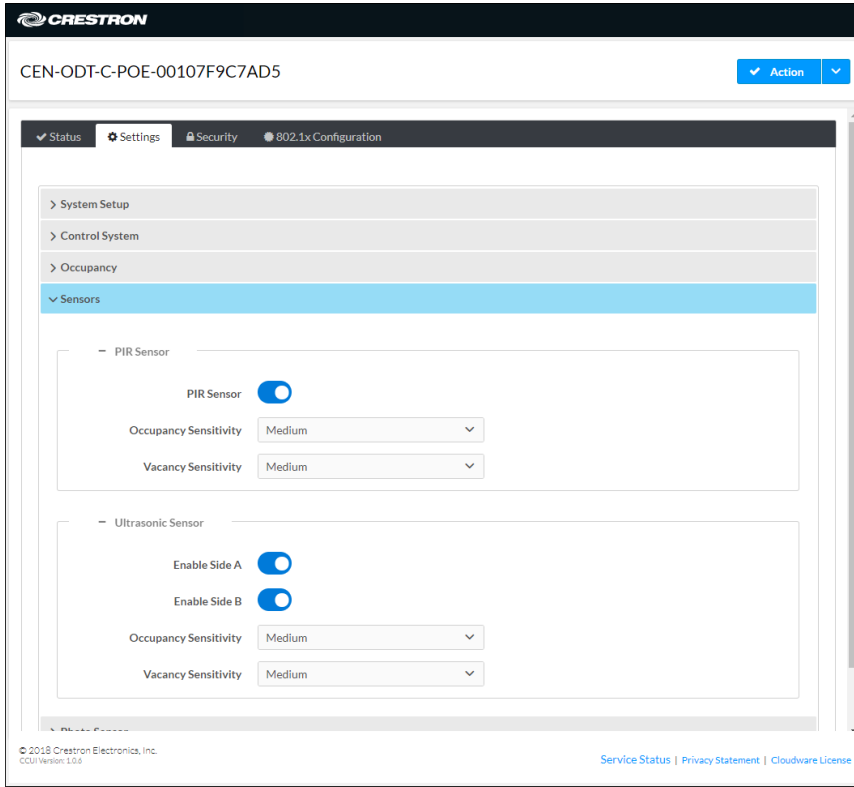 CRESTRON
CEN-ODT-C-POE-00107F9C7AD5
Action
Status Settings Security 802.1x Configuration
System Setup
Control System
Occupancy
Sensors
PIR Sensor
PIR Sensor
Occupancy Sensitivity Medium
Vacancy Sensitivity Medium
Ultrasonic Sensor
Enable Side A
Enable Side B
Occupancy Sensitivity Medium
Vacancy Sensitivity Medium
Photo Sensor
© 2018 Crestron Electronics, Inc.
CCUI Version: 1.0.6
Service Status | Privacy Statement | Cloudware License